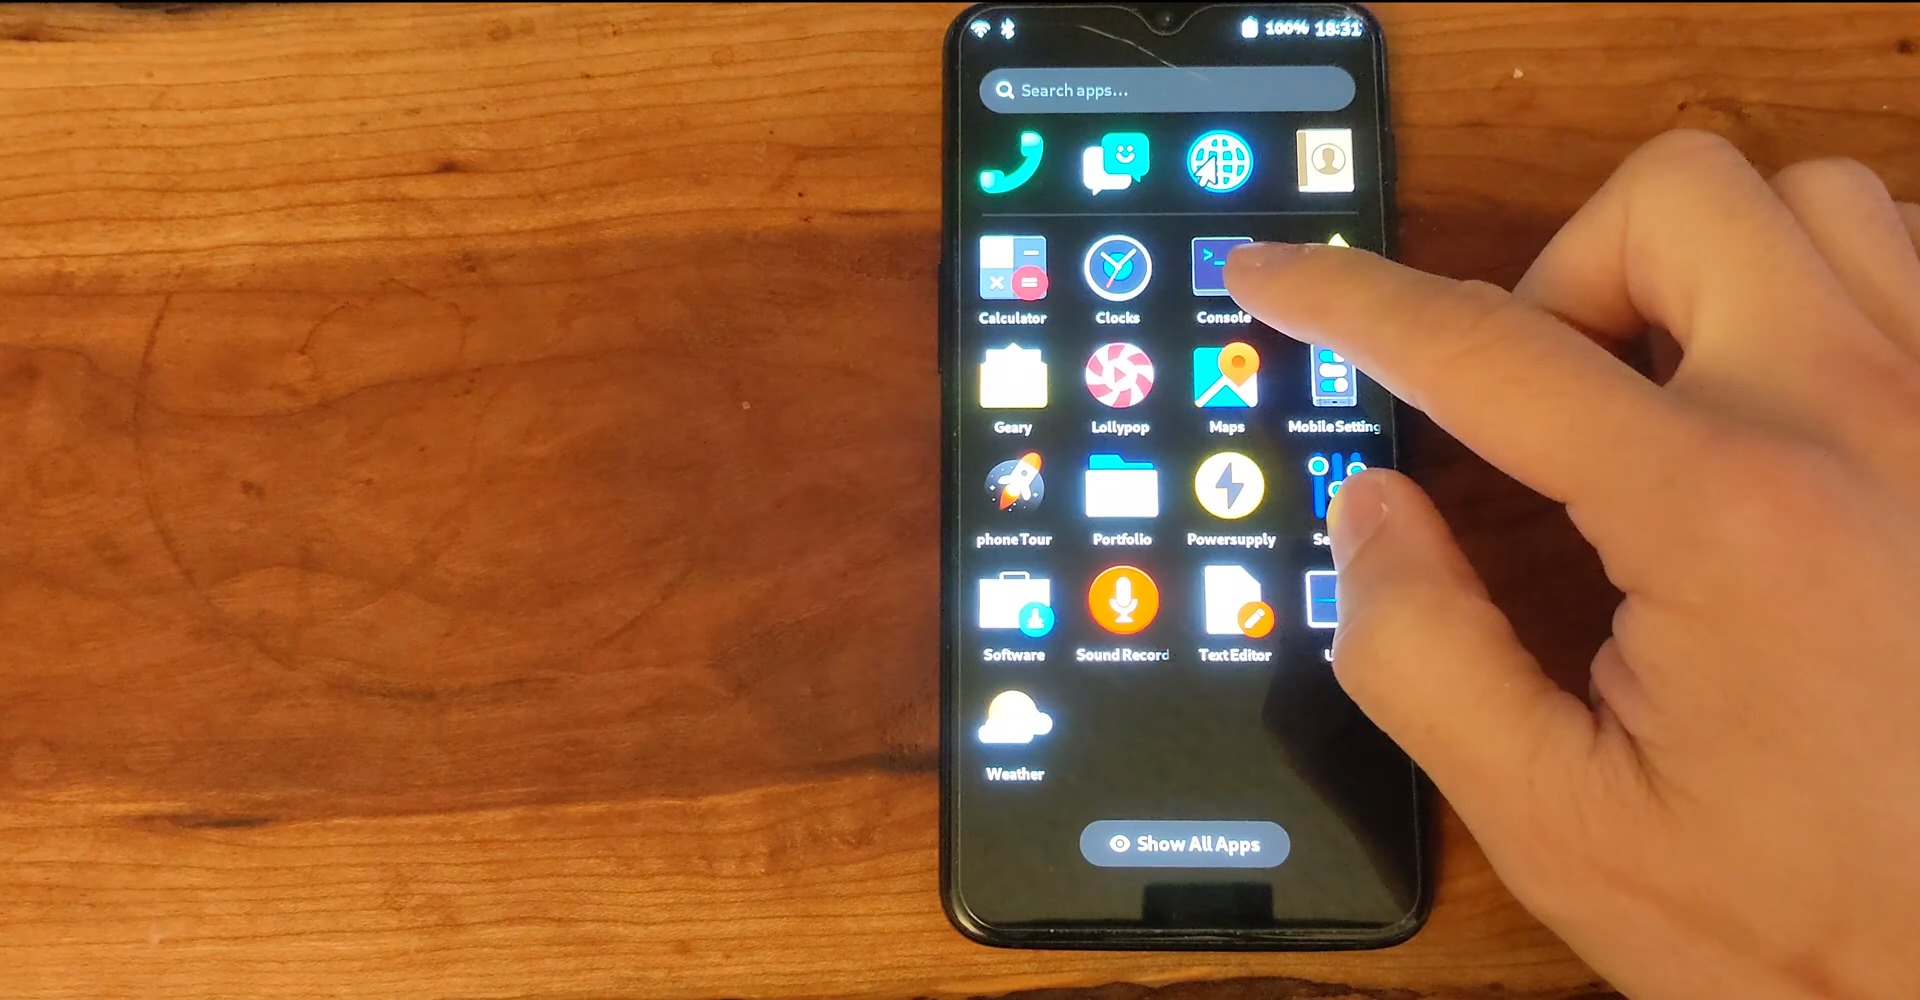 100% 18:31
Search apps...
Calculator Clocks Console
Geary Lollypop Maps Mobile Setting
phone Tour Portfolio Powersupply
Software Sound Record Text Editor
Weather
Show All Apps